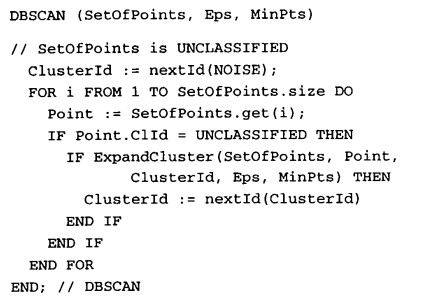 DBSCAN (SetOfPoints, Eps, MinPts)
// SetOfPoints is UNCLASSIFIED
ClusterId := nextId(NOISE);
FOR i FROM 1 TO SetOfPoints.size DO
Point := SetOfPoints.get(i);
IF Point.ClId = UNCLASSIFIED THEN
IF ExpandCluster(SetOfPoints, Point,
ClusterId, Eps, MinPts) THEN
ClusterId := nextId(ClusterId)
END IF
END IF
END FOR
END; // DBSCAN